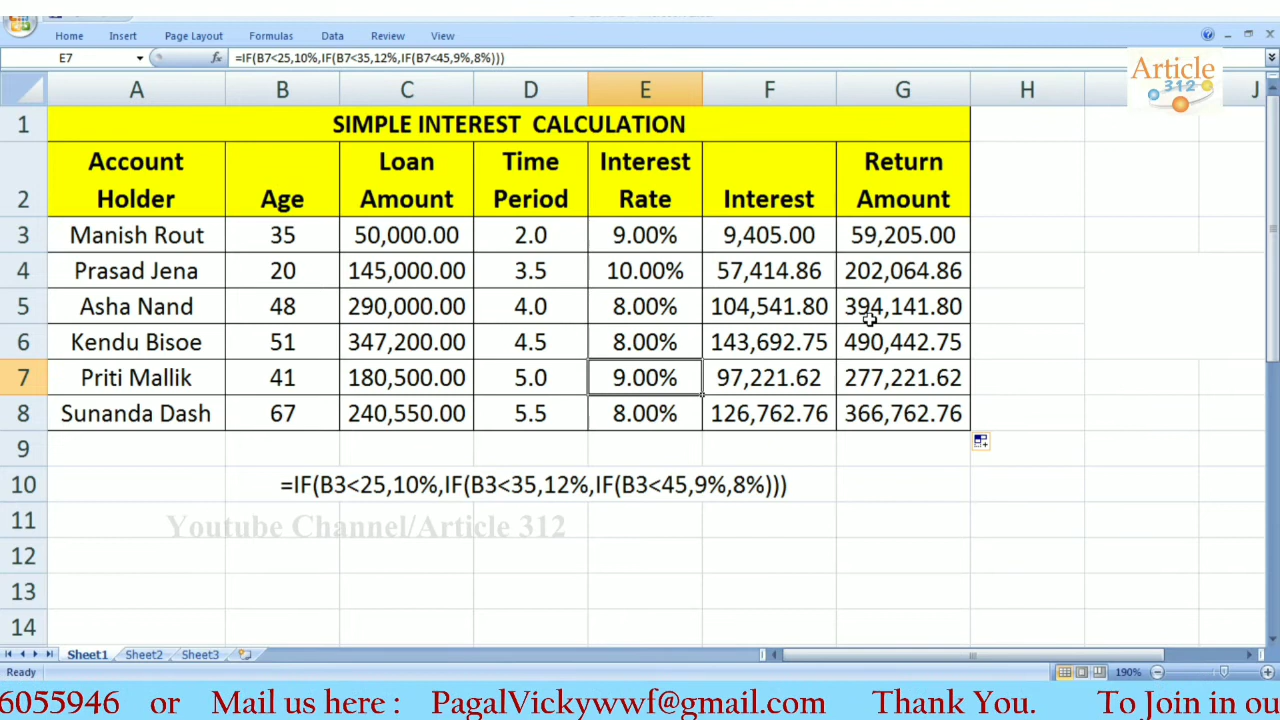 Home Insert Page Layout Formulas Data Review View
E7 fx =IF(B7<25,10%,IF(B7<35,12%,IF(B7<45,9%,8%)))
Article
312
A B C D E F G H J
1 SIMPLE INTEREST CALCULATION
Account Loan Time Interest Return
2 Holder Age Amount Period Rate Interest Amount
3 Manish Rout 35 50,000.00 2.0 9.00% 9,405.00 59,205.00
4 Prasad Jena 20 145,000.00 3.5 10.00% 57,414.86 202,064.86
5 Asha Nand 48 290,000.00 4.0 8.00% 104,541.80 394,141.80
6 Kendu Bisoe 51 347,200.00 4.5 8.00% 143,692.75 490,442.75
7 Priti Mallik 41 180,500.00 5.0 9.00% 97,221.62 277,221.62
8 Sunanda Dash 67 240,550.00 5.5 8.00% 126,762.76 366,762.76
9
10 =IF(B3<25,10%,IF(B3<35,12%,IF(B3<45,9%,8%)))
11 Youtube Channel/Article 312
12
13
14
Sheet1 Sheet2 Sheet3
Ready 190%
6055946 or Mail us here : PagalVickywwf@gmail.com Thank You. To Join in ou